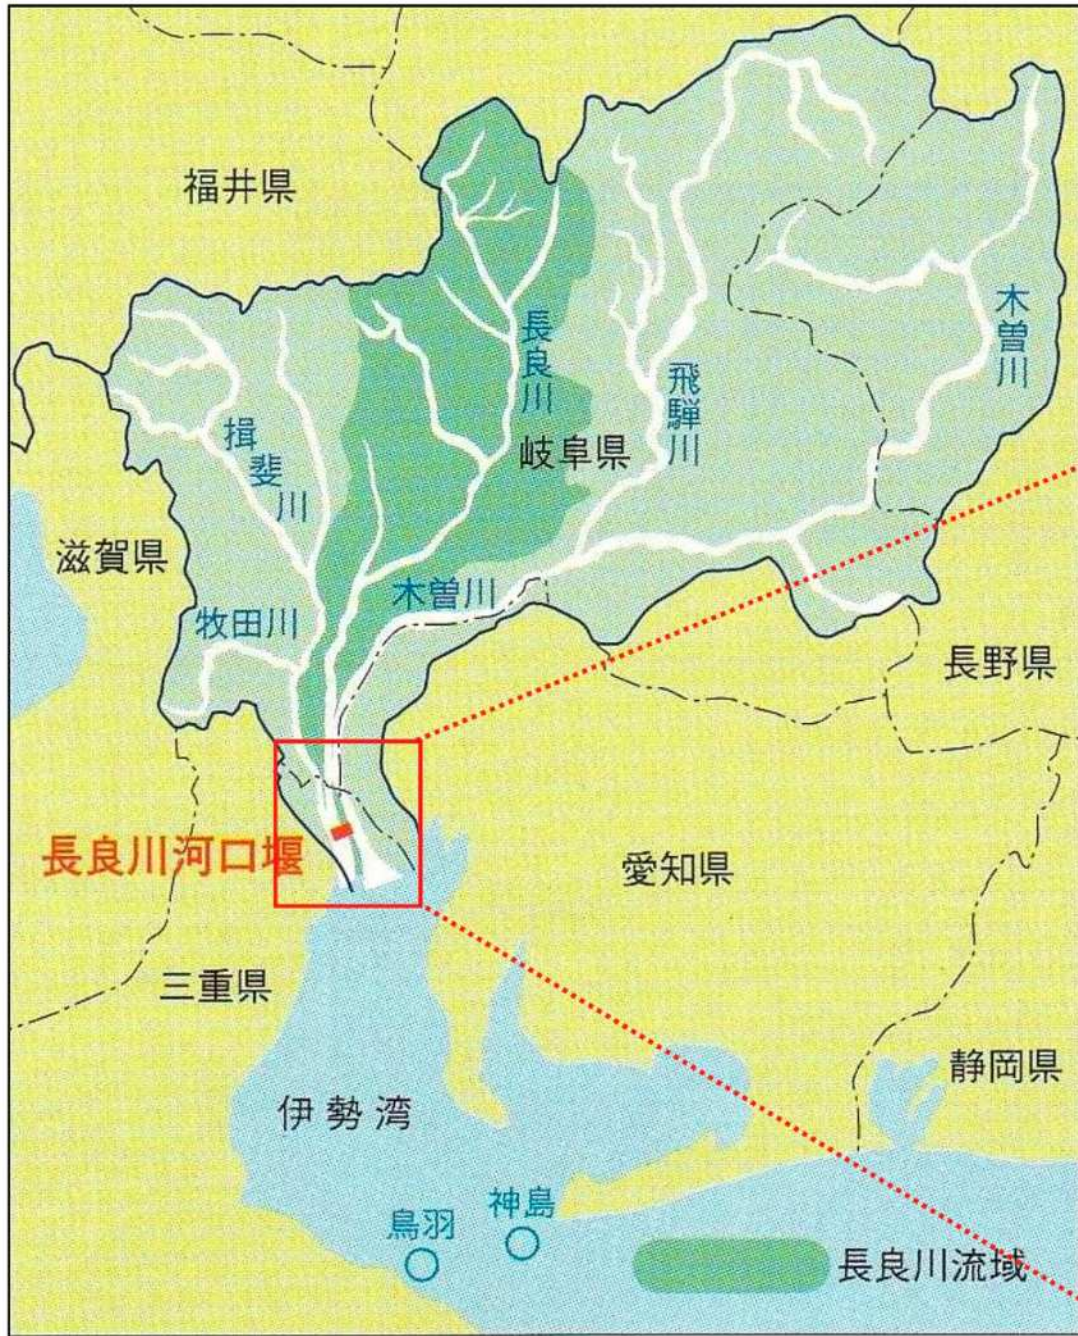 福井県
長良川
木曽川
飛騨川
岐阜県
揖斐川
滋賀県
木曽川
牧田川
長野県
長良川河口堰
愛知県
三重県
静岡県
伊勢湾
神島
鳥羽
長良川流域